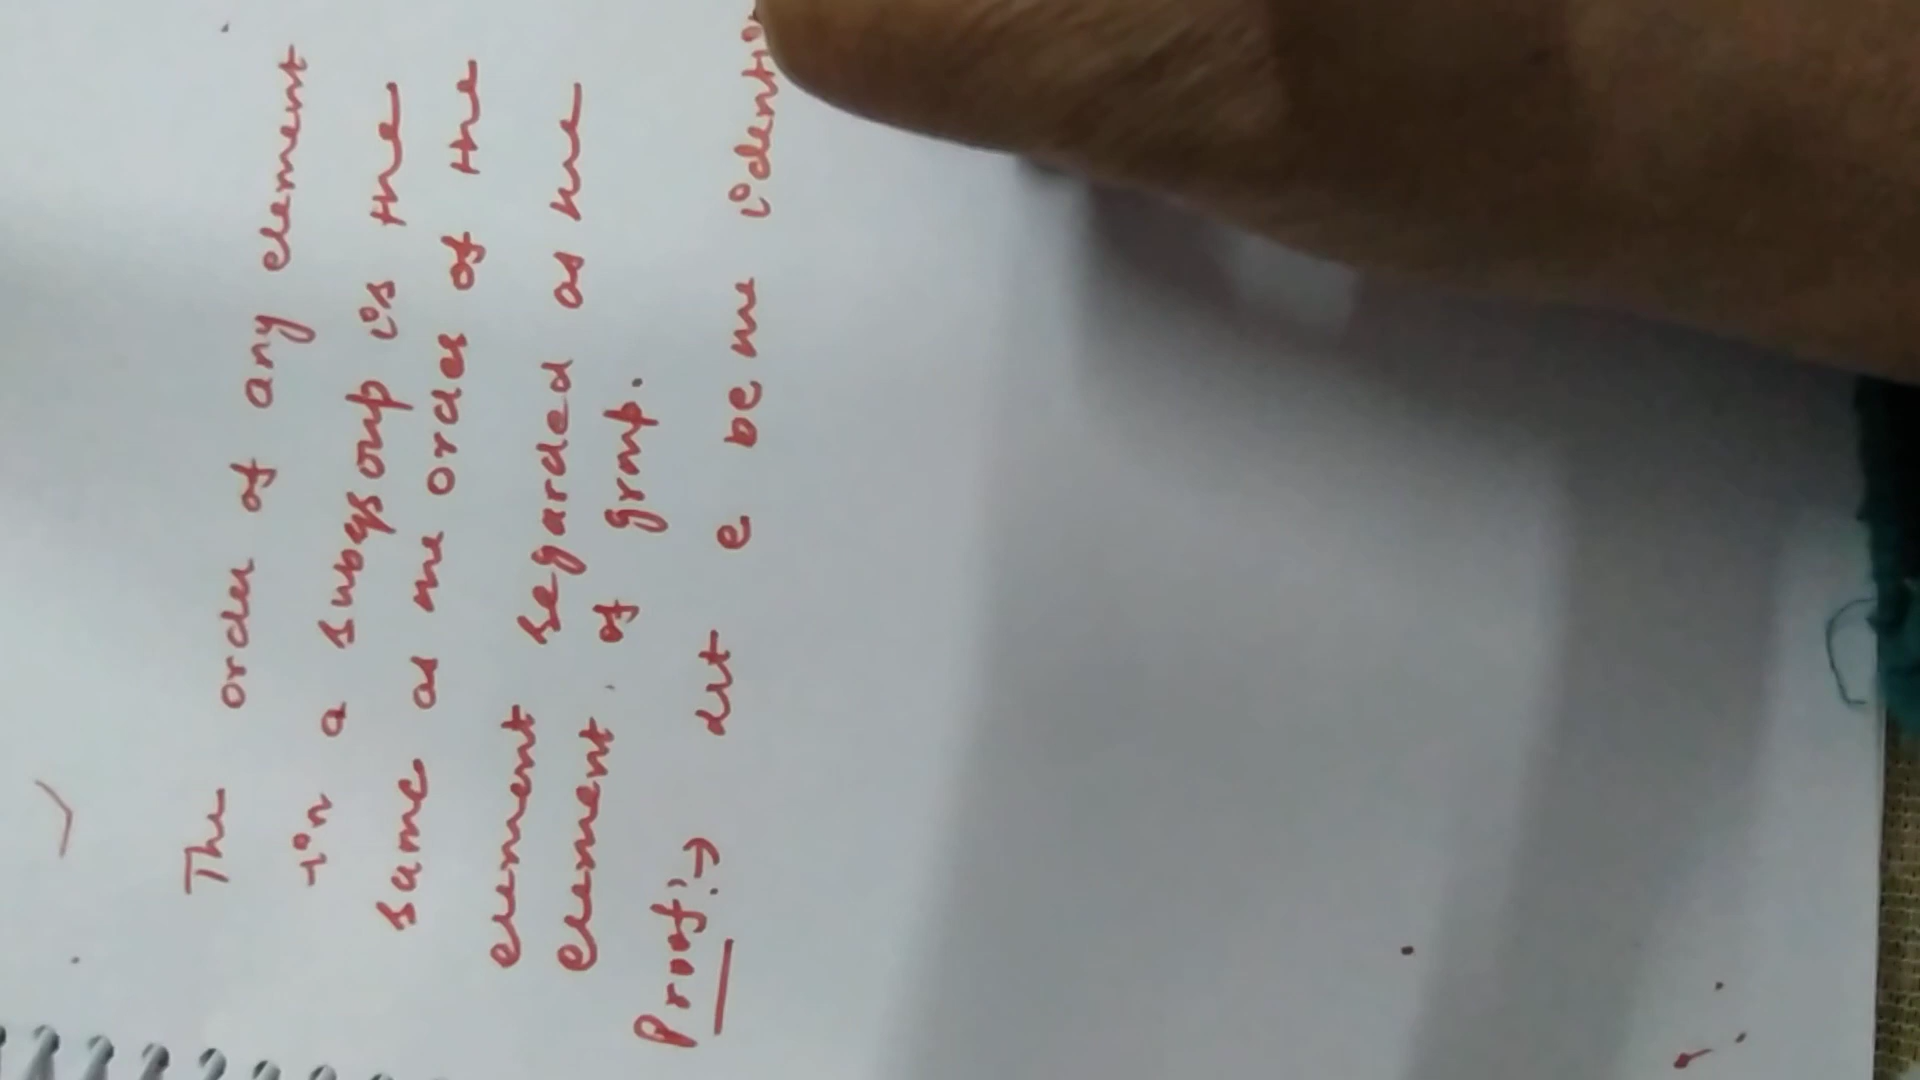 The order of any element
in a subgroup is the
same as the order of the
element regarded as the
element of group.
Proof:→ Let e be the identi